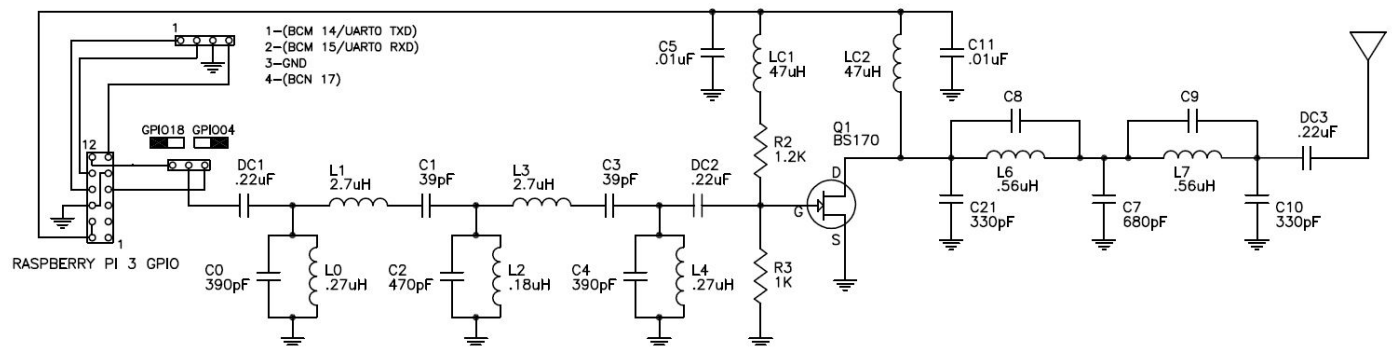 1
1-(BCM 14/UART0 TXD)
2-(BCM 15/UART0 RXD)
3-GND
4-(BCN 17)
GPIO18
GPIO04
12
1
RASPBERRY PI 3 GPIO
DC1
.22uF
C0
390pF
L0
.27uH
L1
2.7uH
C1
39pF
C2
470pF
L2
.18uH
L3
2.7uH
C3
39pF
C4
390pF
L4
.27uH
DC2
.22uF
C5
.01uF
LC1
47uH
R2
1.2K
R3
1K
LC2
47uH
C11
.01uF
Q1
BS170
D
G
S
C8
L6
.56uH
C21
330pF
C7
680pF
C9
L7
.56uH
C10
330pF
DC3
.22uF